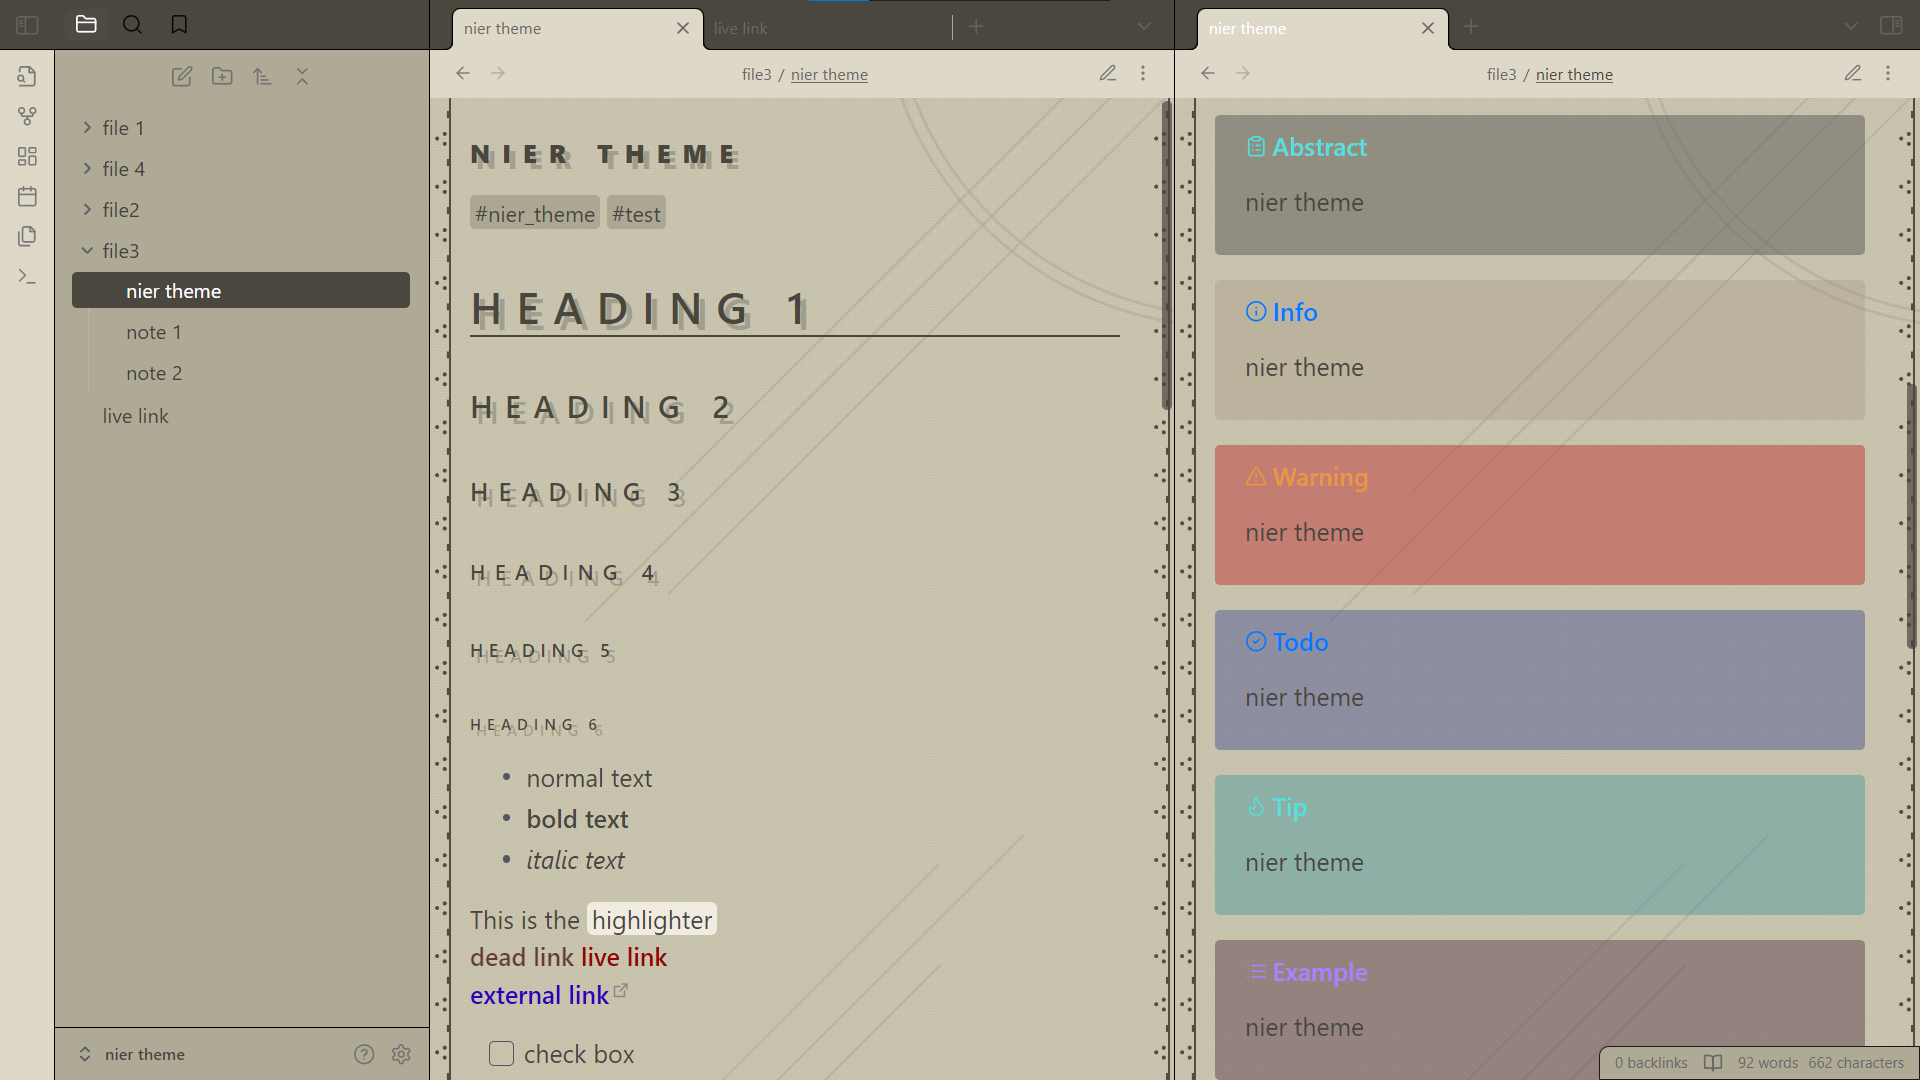 file 1
file 4
file2
file3
nier theme
note 1
note 2
live link
nier theme
nier theme
live link
file3 / nier theme
NIER THEME
#nier_theme #test
HEADING 1
HEADING 2
HEADING 3
HEADING 4
HEADING 5
HEADING 6
normal text
bold text
italic text
This is the highlighter
dead link live link
external link
check box
nier theme
file3 / nier theme
Abstract
nier theme
Info
nier theme
Warning
nier theme
Todo
nier theme
Tip
nier theme
Example
nier theme
0 backlinks 92 words 662 characters